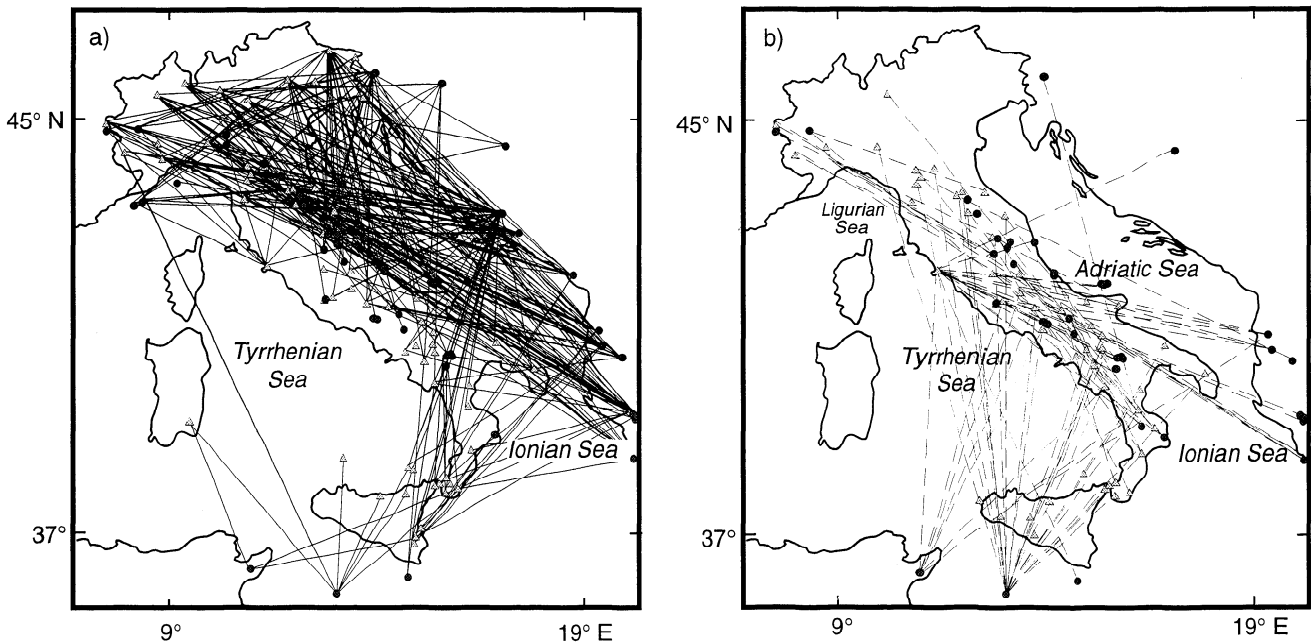 a)
45° N
Tyrrhenian
Sea
Ionian Sea
37°
9°
19° E
b)
45° N
Ligurian
Sea
Adriatic Sea
Tyrrhenian
Sea
Ionian Sea
37°
9°
19° E